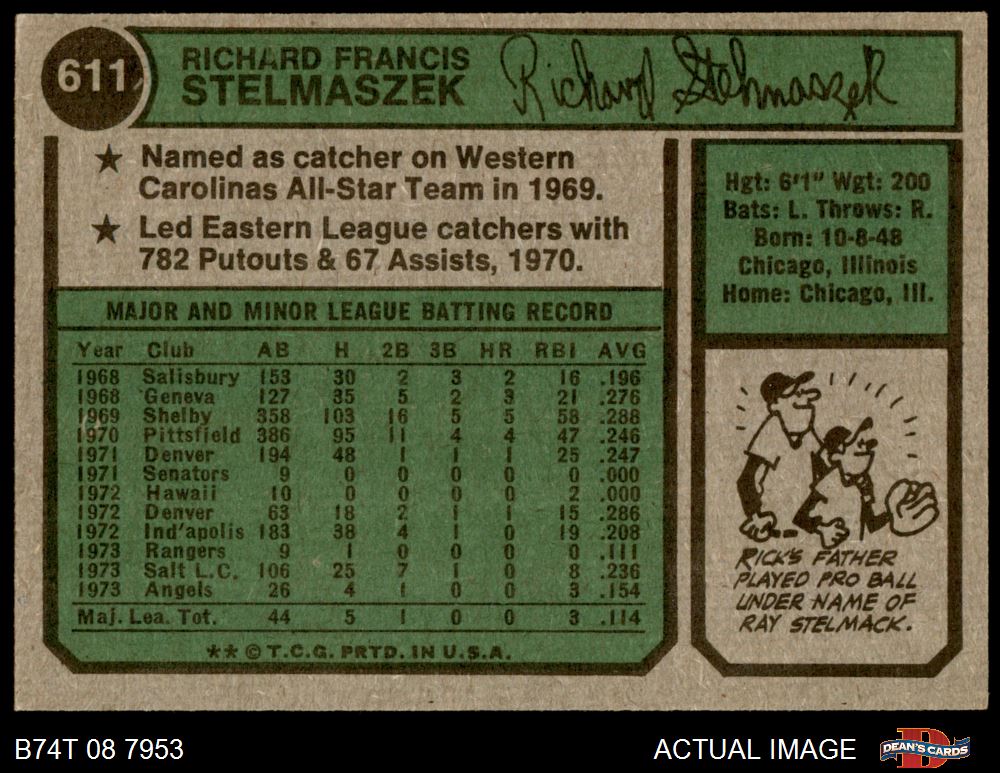 611
RICHARD FRANCIS
STELMASZEK
Richard Stelmaszek
★ Named as catcher on Western
Carolinas All-Star Team in 1969.
★ Led Eastern League catchers with
782 Putouts & 67 Assists, 1970.
Hgt: 6'1" Wgt: 200
Bats: L. Throws: R.
Born: 10-8-48
Chicago, Illinois
Home: Chicago, Ill.
MAJOR AND MINOR LEAGUE BATTING RECORD
Year Club AB H 2B 3B HR RBI AVG
1968 Salisbury 153 30 2 3 2 16 .196
1968 Geneva 127 35 5 2 3 21 .276
1969 Shelby 358 103 16 5 5 58 .288
1970 Pittsfield 386 95 11 4 4 47 .246
1971 Denver 194 48 1 1 1 25 .247
1971 Senators 9 0 0 0 0 0 .000
1972 Hawaii 10 0 0 0 0 2 .000
1972 Denver 63 18 2 1 1 15 .286
1972 Ind'apolis 183 38 4 1 0 19 .208
1973 Rangers 9 1 0 0 0 0 .111
1973 Salt L.C. 106 25 7 1 0 8 .236
1973 Angels 26 4 1 0 0 3 .154
Maj. Lea. Tot. 44 5 1 0 0 3 .114
** © T.C.G. PRTD. IN U.S.A.
RICK'S FATHER
PLAYED PRO BALL
UNDER NAME OF
RAY STELMACK.
B74T 08 7953
ACTUAL IMAGE
DEAN'S CARDS